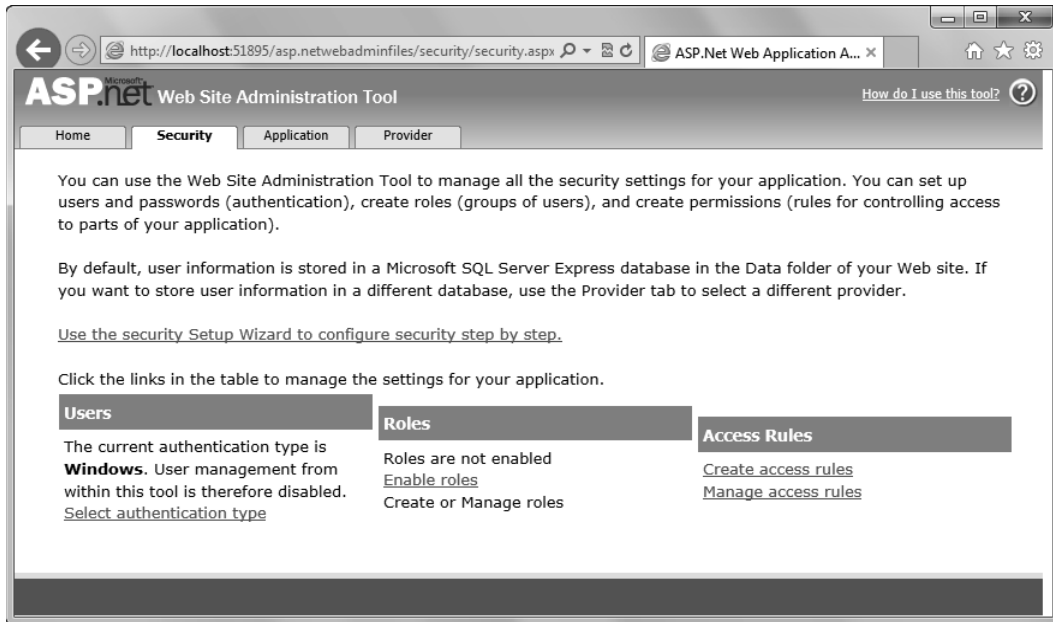 http://localhost:51895/asp.netwebadminfiles/security/security.aspx
ASP.Net Web Application A...
Microsoft
ASP.net Web Site Administration Tool
How do I use this tool? ?
Home Security Application Provider
You can use the Web Site Administration Tool to manage all the security settings for your application. You can set up
users and passwords (authentication), create roles (groups of users), and create permissions (rules for controlling access
to parts of your application).
By default, user information is stored in a Microsoft SQL Server Express database in the Data folder of your Web site. If
you want to store user information in a different database, use the Provider tab to select a different provider.
Use the security Setup Wizard to configure security step by step.
Click the links in the table to manage the settings for your application.
Users
The current authentication type is
Windows. User management from
within this tool is therefore disabled.
Select authentication type
Roles
Roles are not enabled
Enable roles
Create or Manage roles
Access Rules
Create access rules
Manage access rules